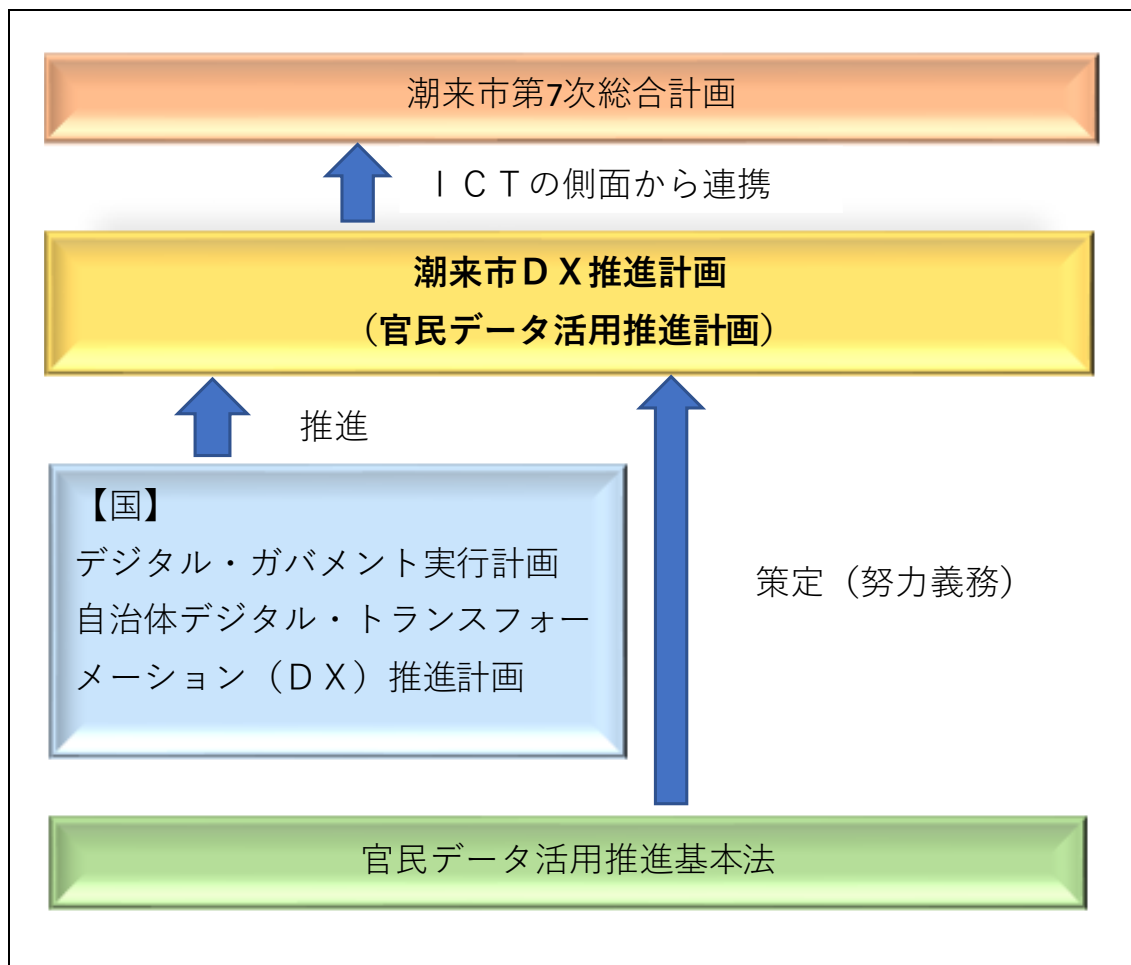 潮来市第7次総合計画
ＩＣＴの側面から連携
潮来市ＤＸ推進計画
（官民データ活用推進計画）
推進
【国】
デジタル・ガバメント実行計画
自治体デジタル・トランスフォー
メーション（ＤＸ）推進計画
策定（努力義務）
官民データ活用推進基本法